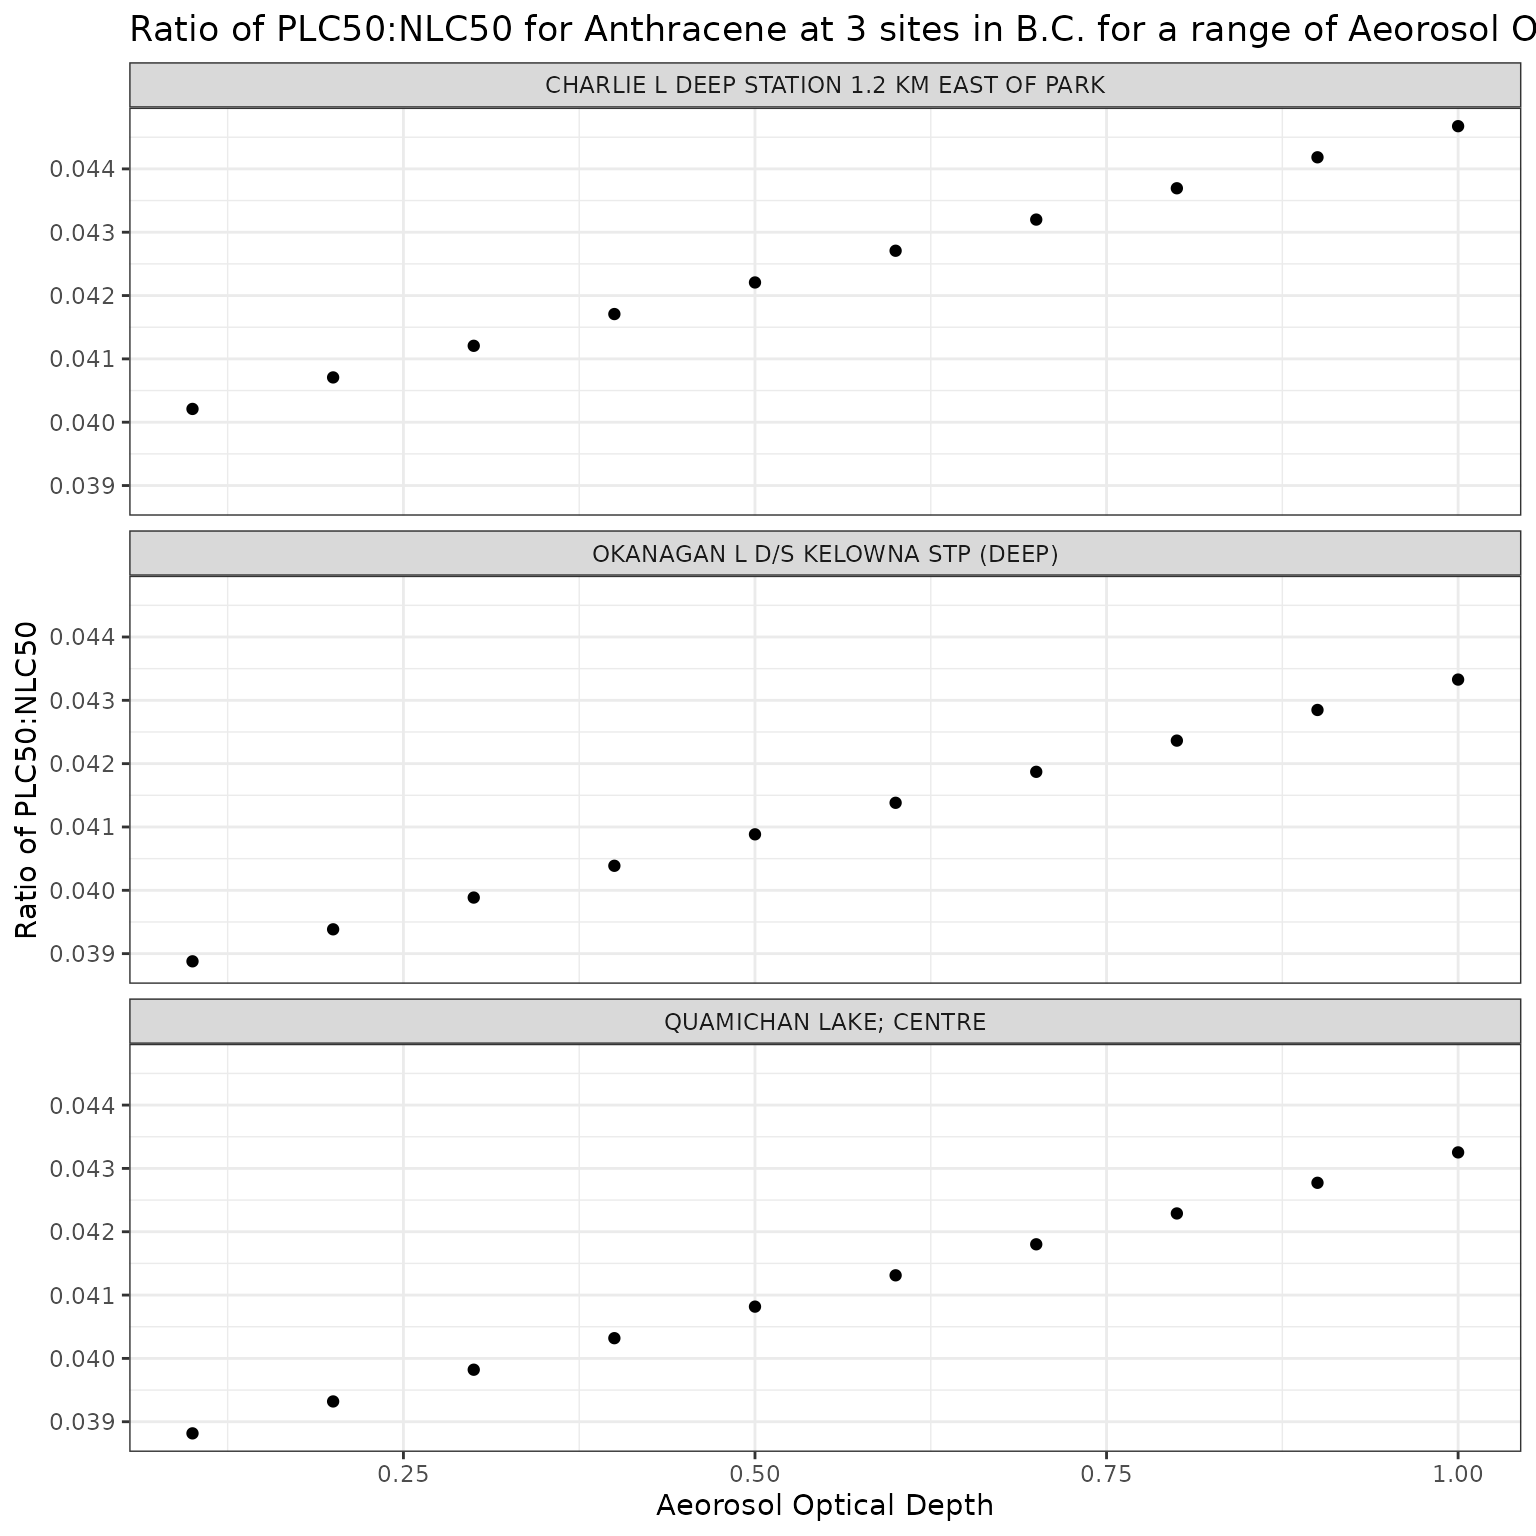 Ratio of PLC50:NLC50 for Anthracene at 3 sites in B.C. for a range of Aeorosol O
CHARLIE L DEEP STATION 1.2 KM EAST OF PARK
0.044
0.043
0.042
0.041
0.040
0.039
OKANAGAN L D/S KELOWNA STP (DEEP)
0.044
0.043
0.042
0.041
0.040
0.039
Ratio of PLC50:NLC50
QUAMICHAN LAKE; CENTRE
0.044
0.043
0.042
0.041
0.040
0.039
0.25 0.50 0.75 1.00
Aeorosol Optical Depth